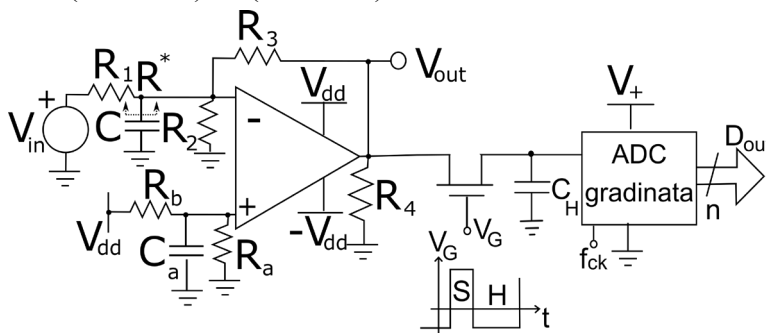 R3
R1 R*
Vout
Vdd
V+
+
Vin
C R2
-
ADC
gradinata
Dou
n
Rb
+
R4
CH
Vdd
-Vdd
VG
Ca Ra
fck
VG
S H
t